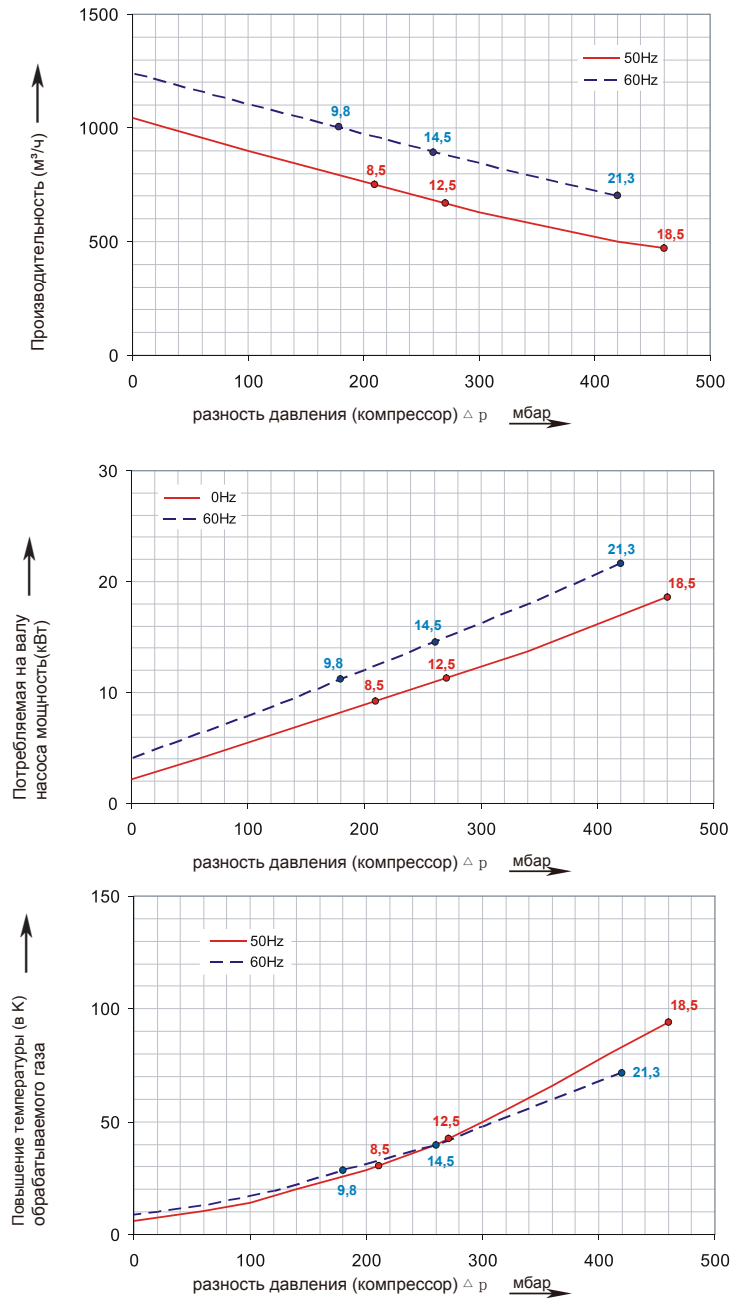 1500
1000
500
0
0 100 200 300 400 500
Производительность (м³/ч)
50Hz
60Hz
9,8
14,5
21,3
8,5
12,5
18,5
разность давления (компрессор) △ p мбар
30
20
10
0
0 100 200 300 400 500
Потребляемая на валу
насоса мощность(кВт)
0Hz
60Hz
21,3
18,5
14,5
9,8
12,5
8,5
разность давления (компрессор) △ p мбар
150
100
50
0
0 100 200 300 400 500
Повышение температуры (в К)
обрабатываемого газа
50Hz
60Hz
18,5
21,3
12,5
8,5
14,5
9,8
разность давления (компрессор) △ p мбар